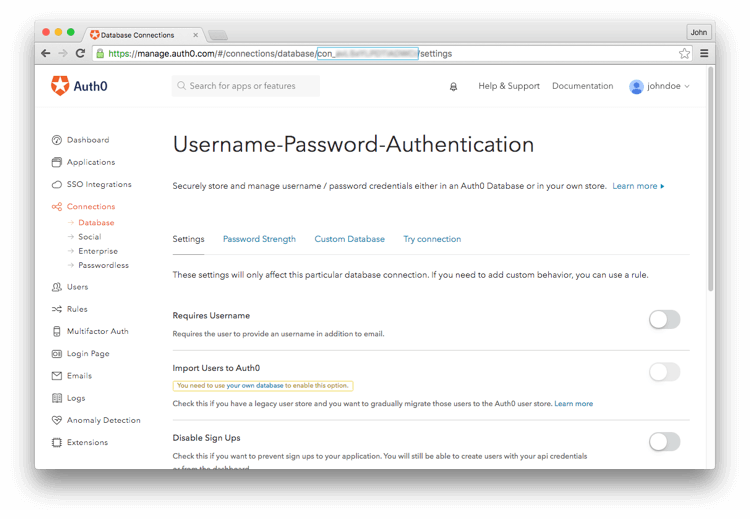 Database Connections
John
https://manage.auth0.com/#/connections/database/con_ /settings
Auth0
Search for apps or features
Help & Support
Documentation
johndoe
Dashboard
Applications
SSO Integrations
Connections
Database
Social
Enterprise
Passwordless
Users
Rules
Multifactor Auth
Login Page
Emails
Logs
Anomaly Detection
Extensions
Username-Password-Authentication
Securely store and manage username / password credentials either in an Auth0 Database or in your own store. Learn more
Settings Password Strength Custom Database Try connection
These settings will only affect this particular database connection. If you need to add custom behavior, you can use a rule.
Requires Username
Requires the user to provide an username in addition to email.
Import Users to Auth0
You need to use your own database to enable this option.
Check this if you have a legacy user store and you want to gradually migrate those users to the Auth0 user store. Learn more
Disable Sign Ups
Check this if you want to prevent sign ups to your application. You will still be able to create users with your api credentials
or from the dashboard